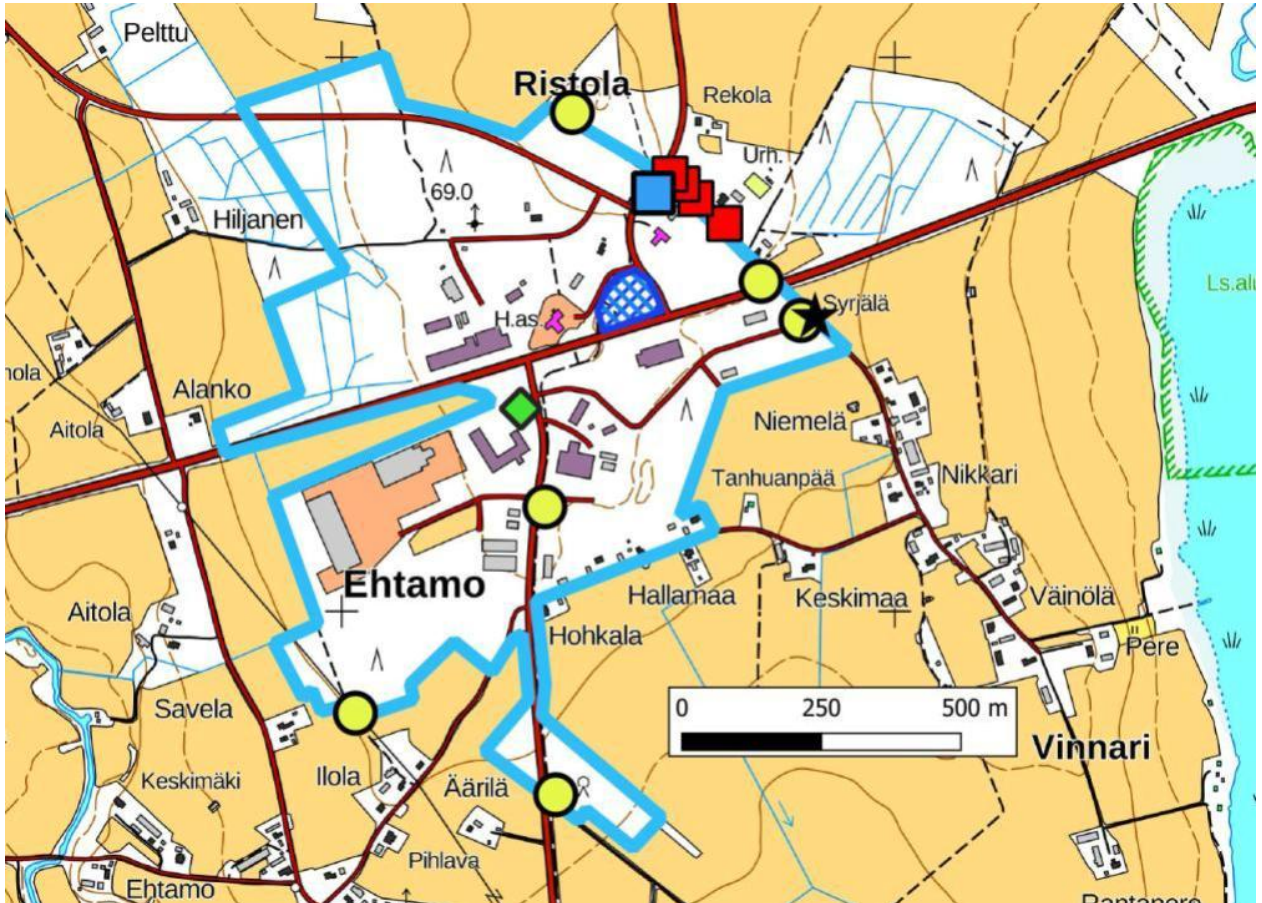 Pelttu
Ristola
Rekola
Urh.
69.0
Hiljanen
H.as.
Syrjälä
Ls.alu
nola
Alanko
Aitola
Niemelä
Tanhuanpää
Nikkari
Ehtamo
Hallamaa
Keskimaa
Väinölä
Aitola
Hohkala
Pere
Savela
0 250 500 m
Vinnari
Keskimäki
Ilola
Äärilä
Pihlava
Ehtamo